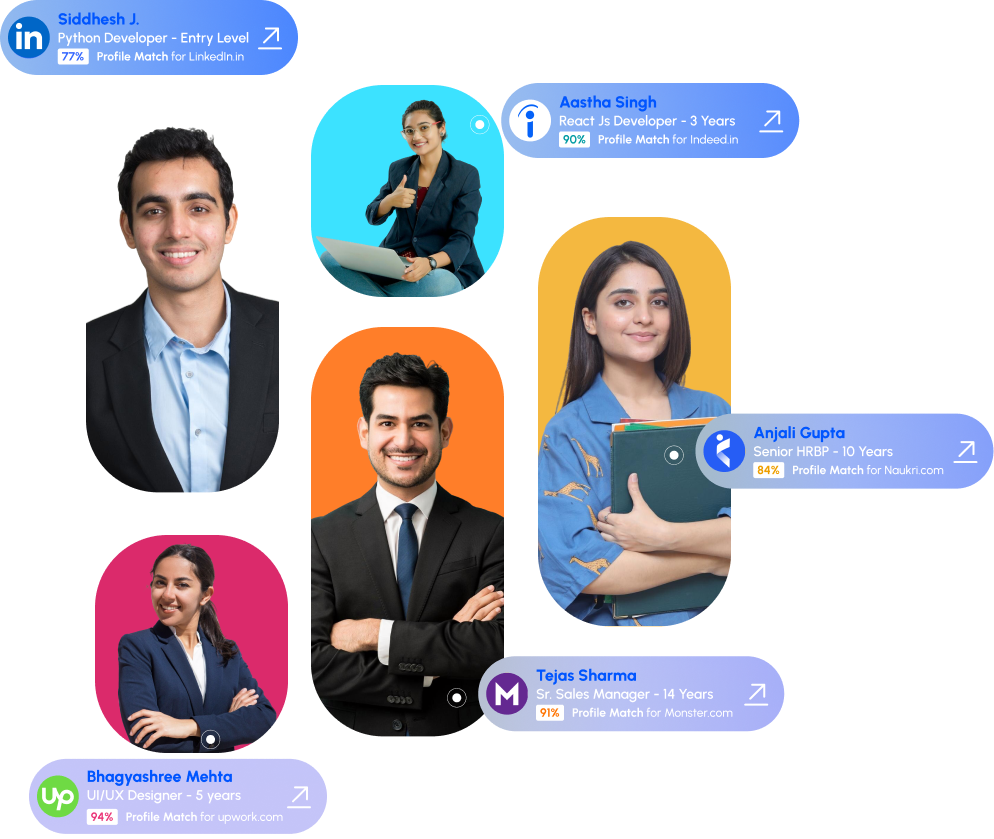 in
Siddhesh J.
Python Developer - Entry Level
77% Profile Match for LinkedIn.in
Aastha Singh
React Js Developer - 3 Years
90% Profile Match for Indeed.in
Anjali Gupta
Senior HRBP - 10 Years
84% Profile Match for Naukri.com
Tejas Sharma
Sr. Sales Manager - 14 Years
91% Profile Match for Monster.com
M
Up
Bhagyashree Mehta
UI/UX Designer - 5 years
94% Profile Match for upwork.com